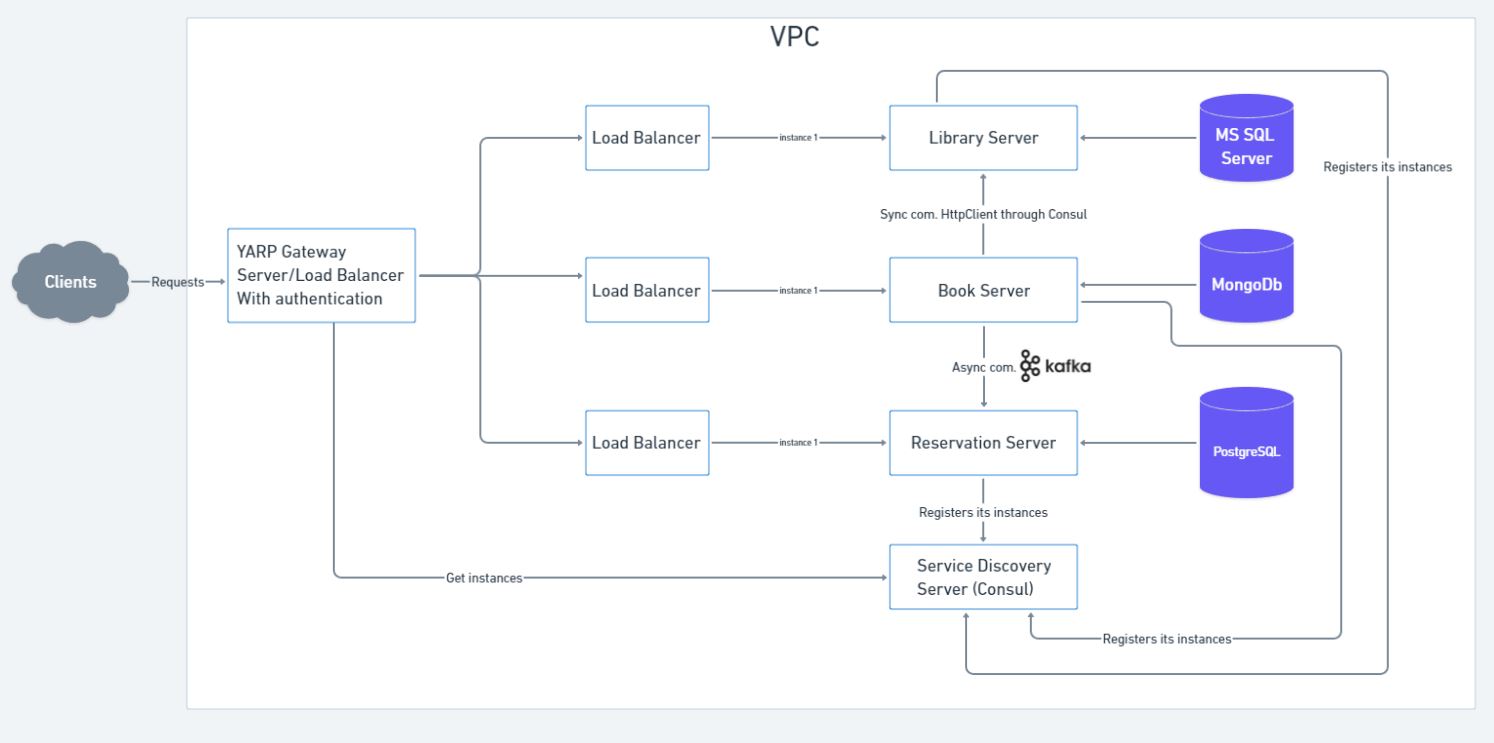 VPC
Clients
Requests
YARP Gateway
Server/Load Balancer
With authentication
Load Balancer
instance 1
Library Server
MS SQL
Server
Registers its instances
Sync com. HttpClient through Consul
Load Balancer
instance 1
Book Server
MongoDb
Async com.
kafka
Load Balancer
instance 1
Reservation Server
PostgreSQL
Registers its instances
Get instances
Service Discovery
Server (Consul)
Registers its instances